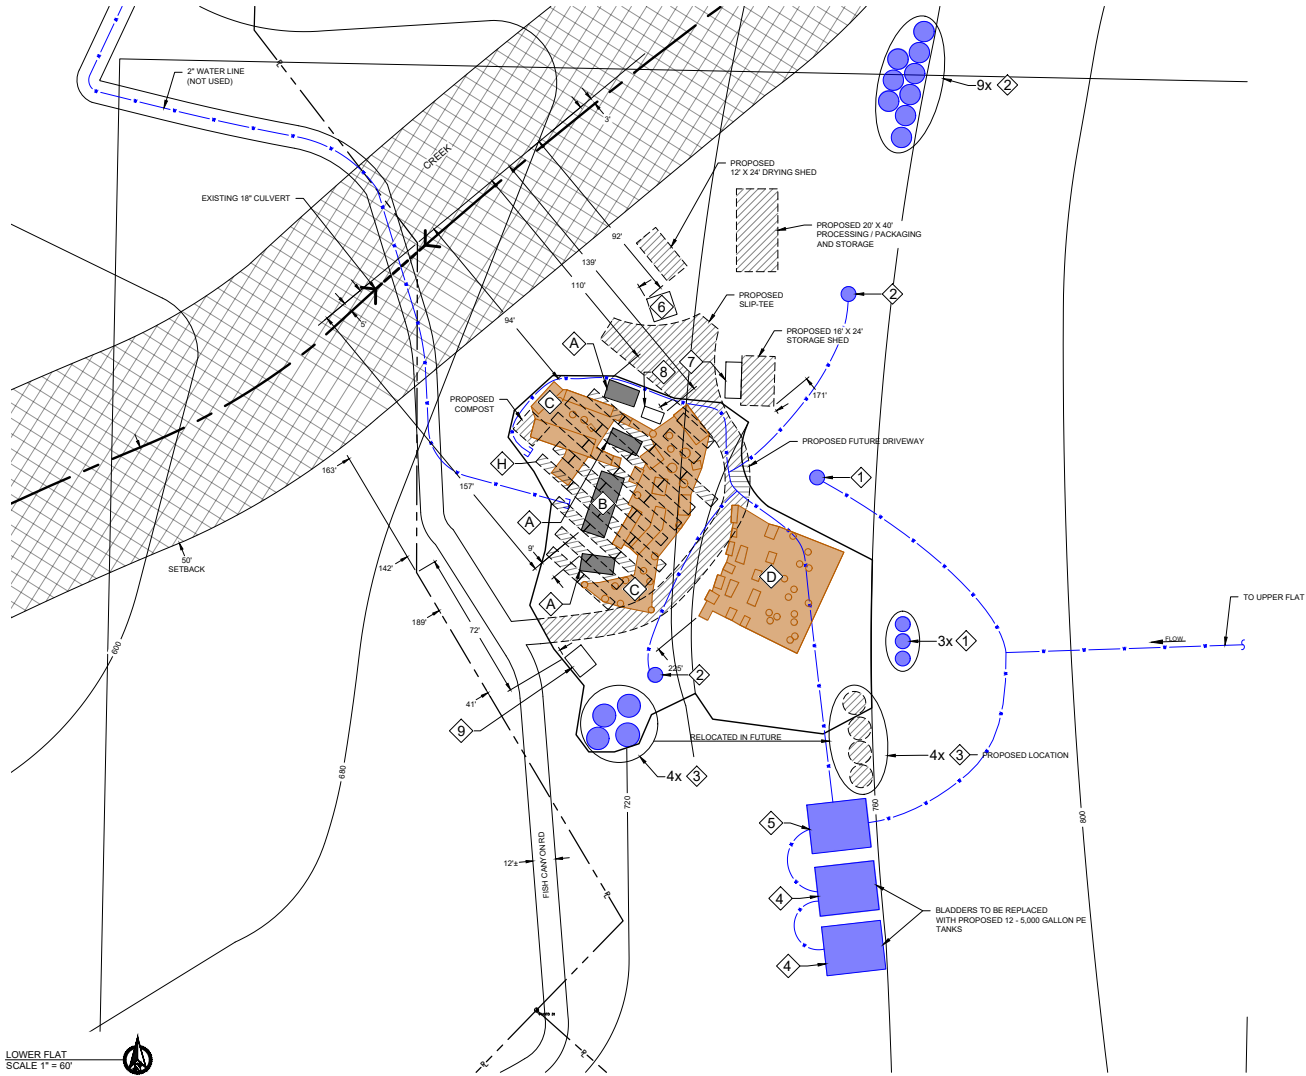 2" WATER LINE
(NOT USED)
9x 2
3'
CREEK
PROPOSED
12' X 24' DRYING SHED
EXISTING 18" CULVERT
PROPOSED 20' X 40'
PROCESSING / PACKAGING
AND STORAGE
92'
139'
110'
2
PROPOSED
SLIP-TEE
6
5'
94'
PROPOSED 16' X 24'
STORAGE SHED
A
7
8
171'
PROPOSED
COMPOST
C
PROPOSED FUTURE DRIVEWAY
H
163'
1
157'
B
A
9'
50'
SETBACK
142'
D
C
A
TO UPPER FLAT
189'
72'
3x 1
FLOW
600
225'
2
41'
9
RELOCATED IN FUTURE
4x 3
PROPOSED LOCATION
4x 3
680
720
760
800
5
12'±
FISH CANYON RD
4
BLADDERS TO BE REPLACED
WITH PROPOSED 12 - 5,000 GALLON PE
TANKS
4
LOWER FLAT
SCALE 1" = 60'